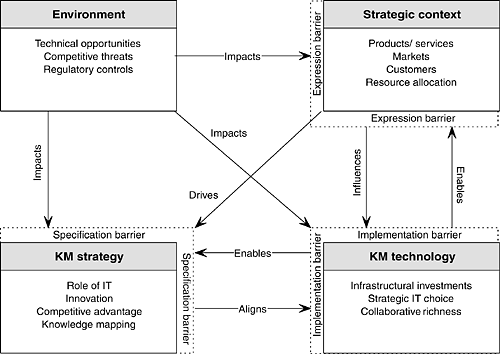 Environment
Technical opportunities
Competitive threats
Regulatory controls
Impacts
Expression barrier
Strategic context
Products/ services
Markets
Customers
Resource allocation
Expression barrier
Impacts
Impacts
Drives
Influences
Enables
Specification barrier
KM strategy
Role of IT
Innovation
Competitive advantage
Knowledge mapping
Specification barrier
Enables
Aligns
Implementation barrier
Implementation barrier
KM technology
Infrastructural investments
Strategic IT choice
Collaborative richness